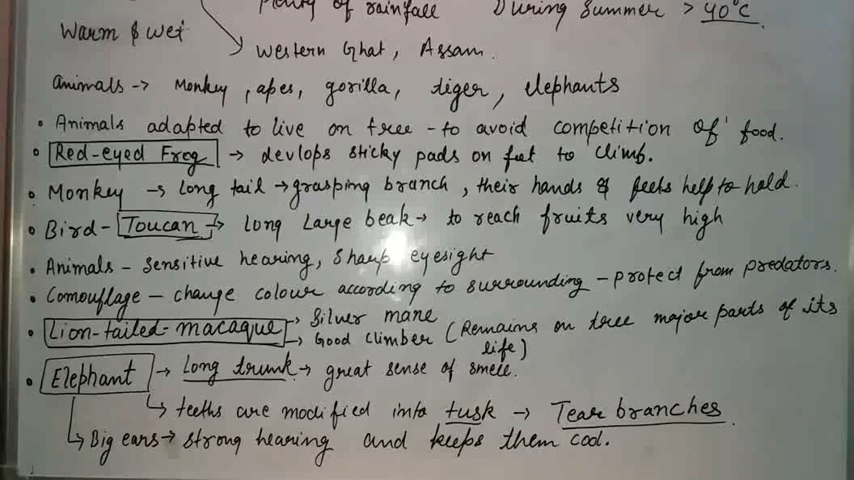 Plenty of rainfall During Summer > 40°C
Warm & wet
Western Ghat, Assam.
Animals -> Monkey, apes, gorilla, tiger, elephants
• Animals adapted to live on tree - to avoid competition of food.
• Red-eyed Frog -> devlops sticky pads on feet to climb.
• Monkey -> Long tail -> grasping branch, their hands & feets help to hold.
• Bird - Toucan -> Long Large beak -> to reach fruits very high
• Animals - Sensitive hearing, Sharp eyesight
• Comouflage - change colour according to surrounding - protect from predators.
• Lion-tailed-macaque -> Silver mane
-> Good climber (Remains on tree major parts of its life)
• Elephant -> Long trunk -> great sense of smell.
-> teeths are modified into tusk -> Tear branches
-> Big ears -> strong hearing and keeps them cool.